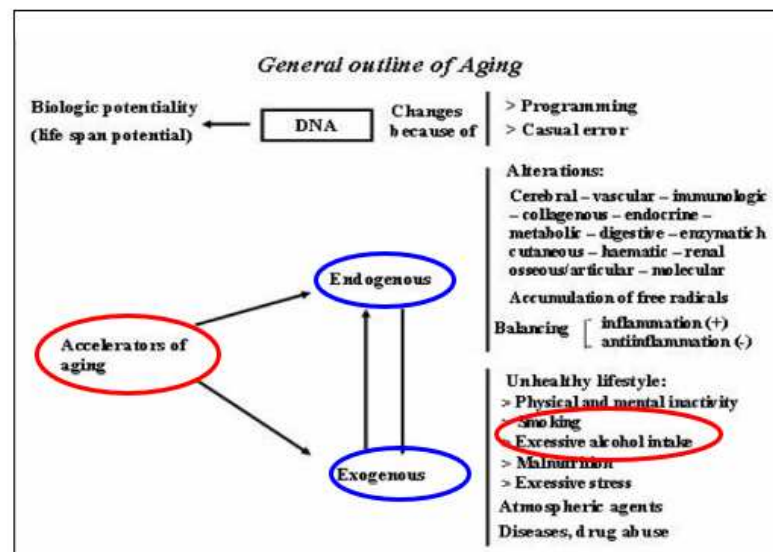 General outline of Aging
Biologic potentiality
(life span potential)
DNA
Changes
because of
> Programming
> Casual error
Alterations:
Cerebral – vascular – immunologic
– collagenous – endocrine –
metabolic – digestive – enzymatich
cutaneous – haematic – renal
osseous/articular – molecular
Accumulation of free radicals
Balancing
inflammation (+)
antiinflammation (-)
Endogenous
Accelerators of
aging
Exogenous
Unhealthy lifestyle:
> Physical and mental inactivity
> Smoking
> Excessive alcohol intake
> Malnutrition
> Excessive stress
Atmospheric agents
Diseases, drug abuse